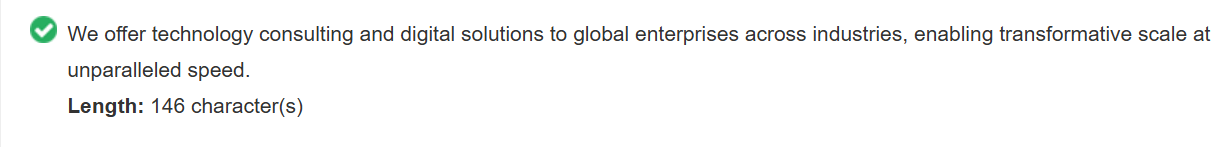 We offer technology consulting and digital solutions to global enterprises across industries, enabling transformative scale at
unparalleled speed.
Length: 146 character(s)